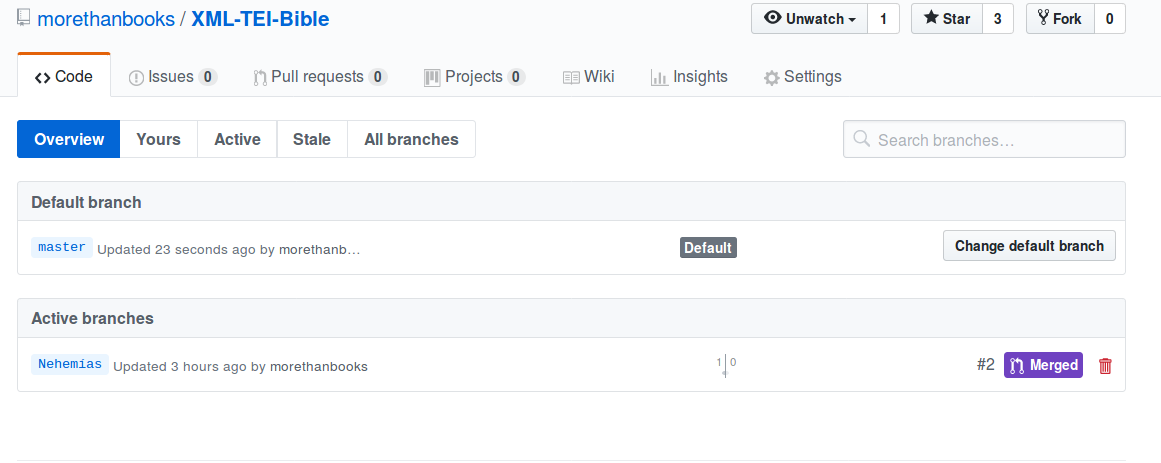 morethanbooks / XML-TEI-Bible Unwatch 1 Star 3 Fork 0
Code Issues 0 Pull requests 0 Projects 0 Wiki Insights Settings
Overview Yours Active Stale All branches Search branches…
Default branch
master Updated 23 seconds ago by morethanb… Default Change default branch
Active branches
Nehemías Updated 3 hours ago by morethanbooks 1 0 #2 Merged